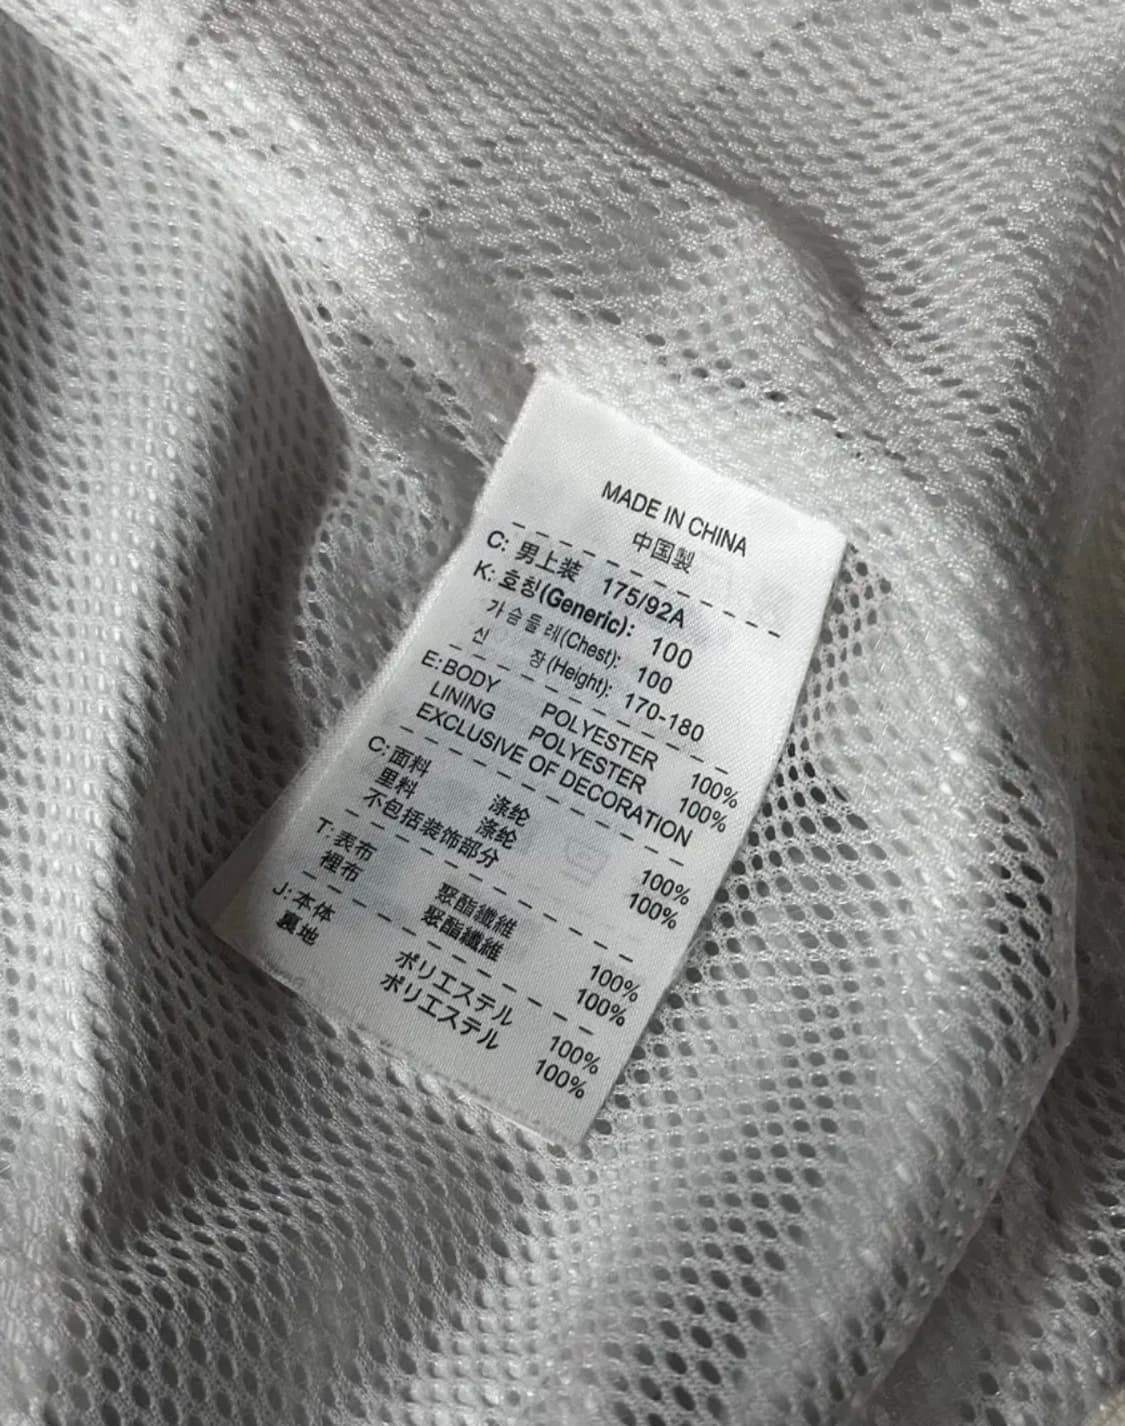 MADE IN CHINA
中国製
C: 男上装 175/92A
K: 호칭(Generic): 100
가슴둘레(Chest): 100
신 장(Height): 170-180
E: BODY POLYESTER 100%
LINING POLYESTER 100%
EXCLUSIVE OF DECORATION
C: 面料 涤纶 100%
里料 涤纶 100%
不包括装饰部分
T: 表布 聚酯纖維 100%
裡布 聚酯纖維 100%
J: 本体 ポリエステル 100%
裏地 ポリエステル 100%